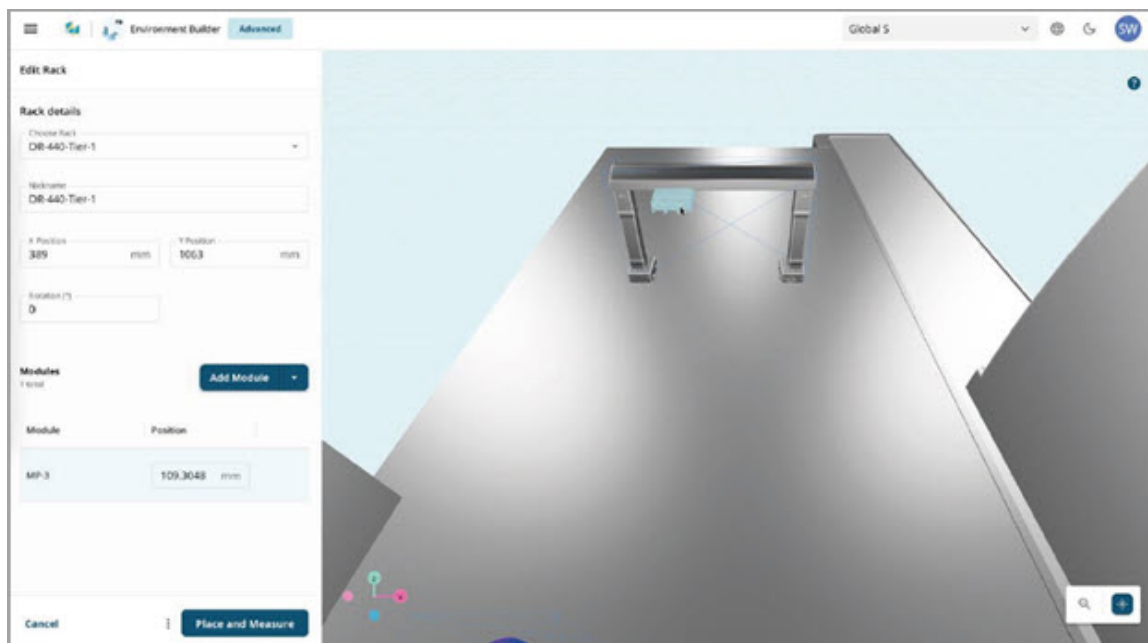 Environment Builder
Advanced
Global S
SW
?
Edit Rack
Rack details
Choose Rack
DR-440-Tier-1
Nickname
DR-440-Tier-1
X Position
389 mm
Y Position
1063 mm
Rotation (°)
0
Modules
1 total
Add Module
Module Position
MP-3 109.3048 mm
Z
X
Cancel
Place and Measure